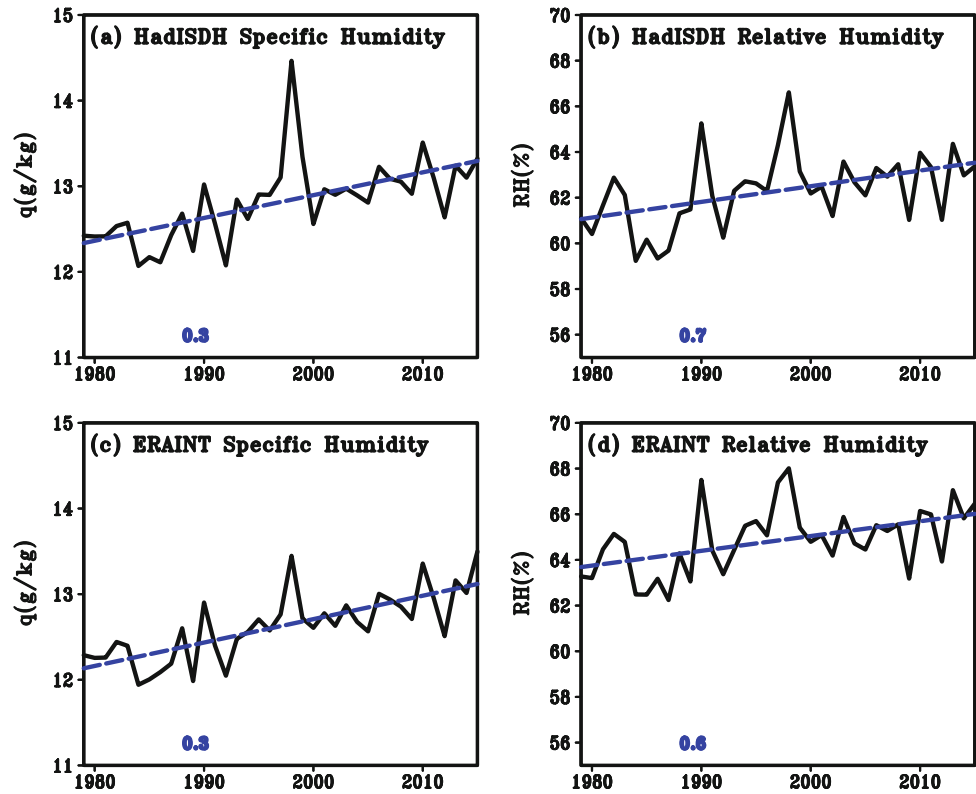 (a) HadISDH Specific Humidity
q(g/kg)
15
14
13
12
11
0.3
1980 1990 2000 2010
(b) HadISDH Relative Humidity
RH(%)
70
68
66
64
62
60
58
56
0.7
1980 1990 2000 2010
(c) ERAINT Specific Humidity
q(g/kg)
15
14
13
12
11
0.3
1980 1990 2000 2010
(d) ERAINT Relative Humidity
RH(%)
70
68
66
64
62
60
58
56
0.6
1980 1990 2000 2010